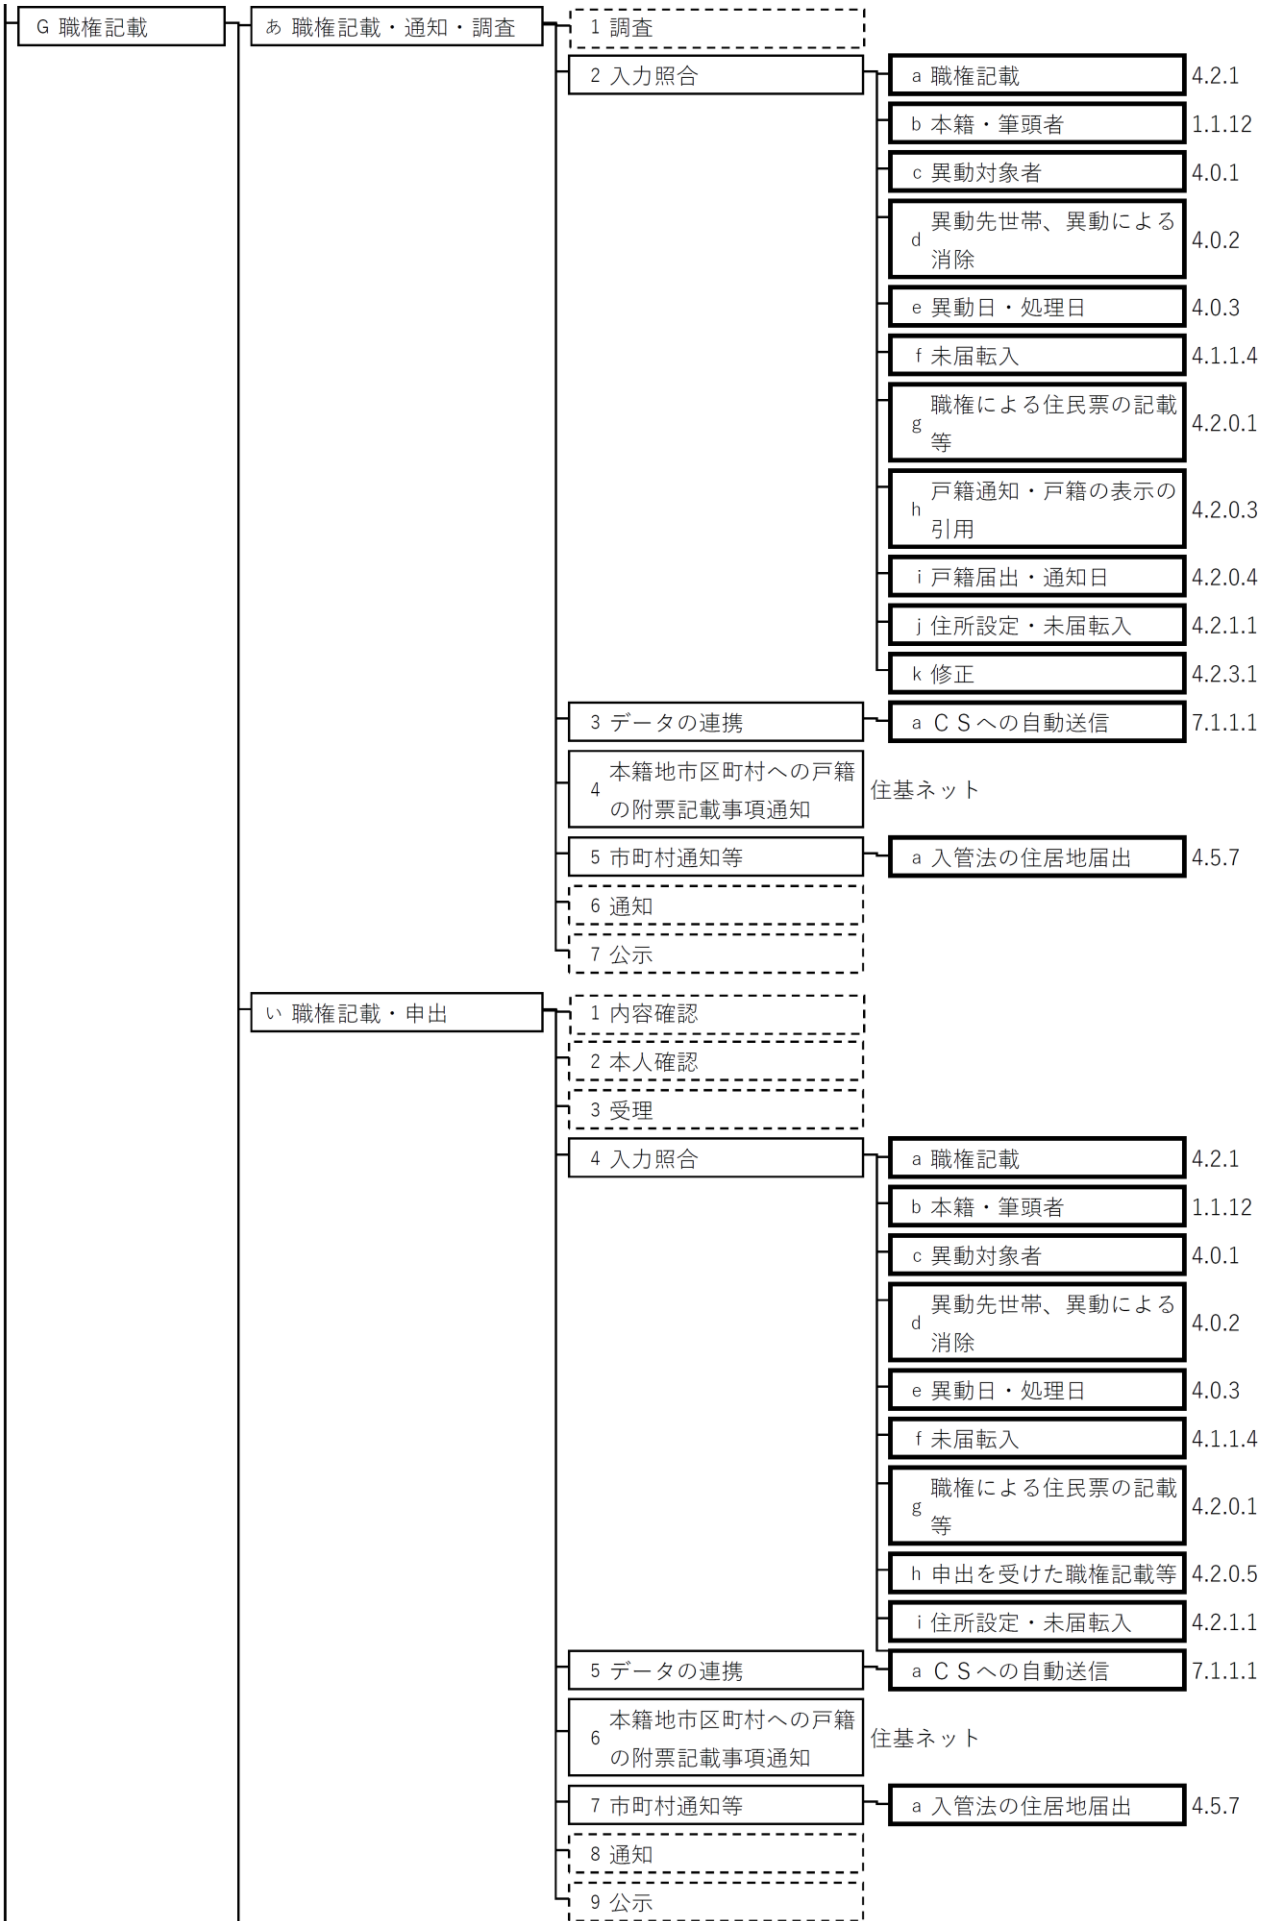 G 職権記載
あ 職権記載・通知・調査
1 調査
2 入力照合
a 職権記載 4.2.1
b 本籍・筆頭者 1.1.12
c 異動対象者 4.0.1
d 異動先世帯、異動による
消除 4.0.2
e 異動日・処理日 4.0.3
f 未届転入 4.1.1.4
g 職権による住民票の記載
等 4.2.0.1
h 戸籍通知・戸籍の表示の
引用 4.2.0.3
i 戸籍届出・通知日 4.2.0.4
j 住所設定・未届転入 4.2.1.1
k 修正 4.2.3.1
3 データの連携
a ＣＳへの自動送信 7.1.1.1
4 本籍地市区町村への戸籍
の附票記載事項通知 住基ネット
5 市町村通知等
a 入管法の住居地届出 4.5.7
6 通知
7 公示
い 職権記載・申出
1 内容確認
2 本人確認
3 受理
4 入力照合
a 職権記載 4.2.1
b 本籍・筆頭者 1.1.12
c 異動対象者 4.0.1
d 異動先世帯、異動による
消除 4.0.2
e 異動日・処理日 4.0.3
f 未届転入 4.1.1.4
g 職権による住民票の記載
等 4.2.0.1
h 申出を受けた職権記載等 4.2.0.5
i 住所設定・未届転入 4.2.1.1
5 データの連携
a ＣＳへの自動送信 7.1.1.1
6 本籍地市区町村への戸籍
の附票記載事項通知 住基ネット
7 市町村通知等
a 入管法の住居地届出 4.5.7
8 通知
9 公示